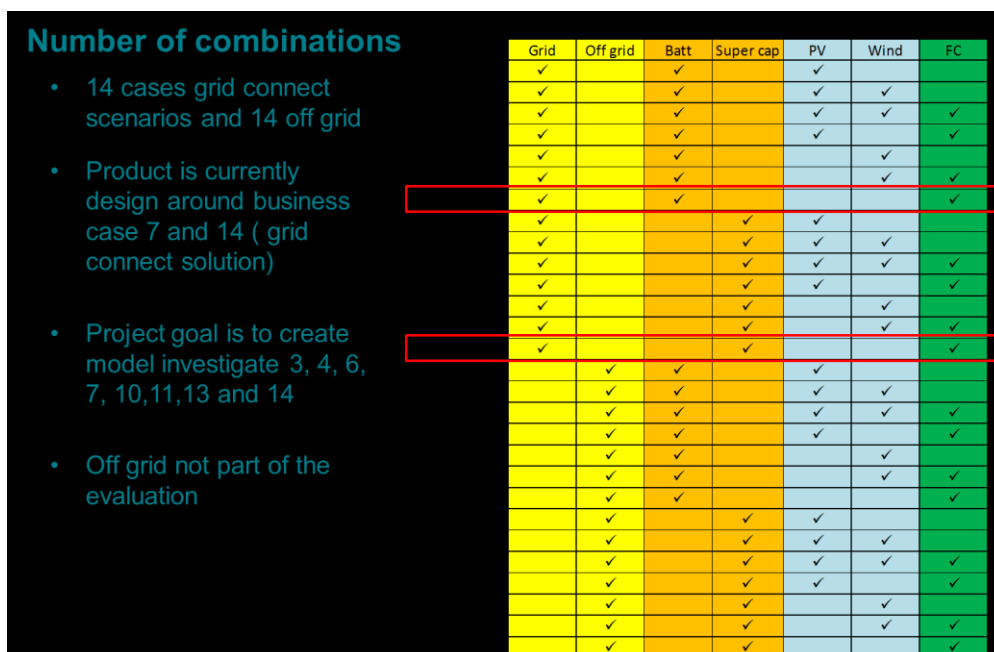 Number of combinations
• 14 cases grid connect
scenarios and 14 off grid
• Product is currently
design around business
case 7 and 14 ( grid
connect solution)
• Project goal is to create
model investigate 3, 4, 6,
7, 10,11,13 and 14
• Off grid not part of the
evaluation
Grid Off grid Batt Super cap PV Wind FC
✓ ✓ ✓
✓ ✓ ✓ ✓
✓ ✓ ✓ ✓ ✓
✓ ✓ ✓ ✓
✓ ✓ ✓
✓ ✓ ✓ ✓
✓ ✓ ✓
✓ ✓ ✓
✓ ✓ ✓ ✓
✓ ✓ ✓ ✓ ✓
✓ ✓ ✓ ✓
✓ ✓ ✓
✓ ✓ ✓ ✓
✓ ✓ ✓
✓ ✓ ✓
✓ ✓ ✓ ✓
✓ ✓ ✓ ✓ ✓
✓ ✓ ✓ ✓
✓ ✓ ✓
✓ ✓ ✓ ✓
✓ ✓ ✓
✓ ✓ ✓
✓ ✓ ✓ ✓
✓ ✓ ✓ ✓ ✓
✓ ✓ ✓ ✓
✓ ✓ ✓
✓ ✓ ✓ ✓
✓ ✓ ✓